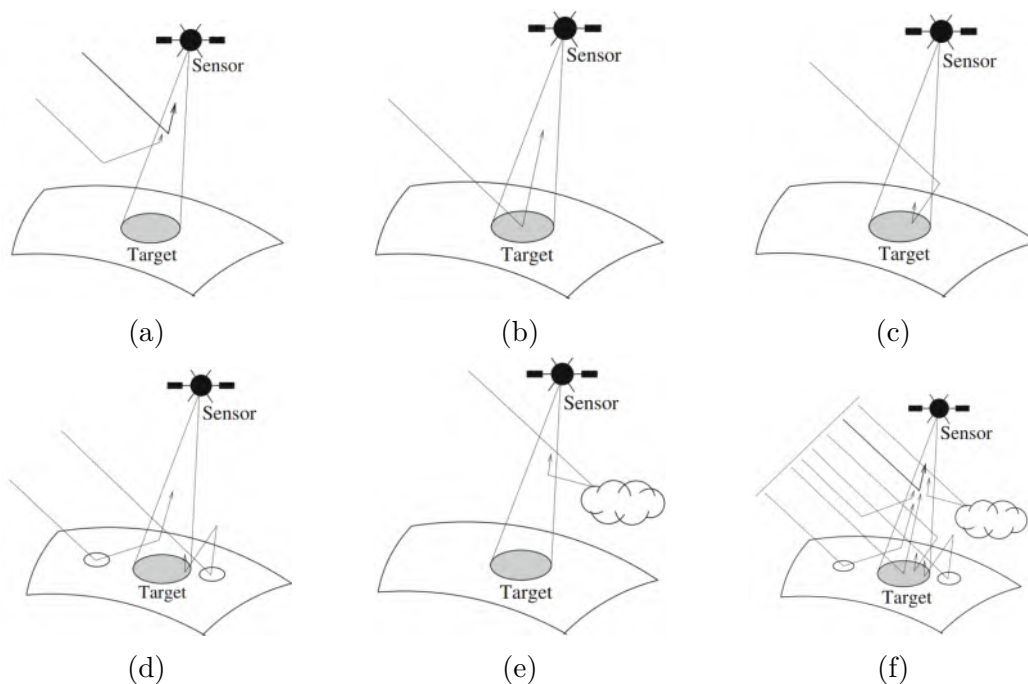 Sensor
Sensor
Sensor
Target
Target
Target
(a)
(b)
(c)
Sensor
Sensor
Sensor
Target
Target
Target
(d)
(e)
(f)